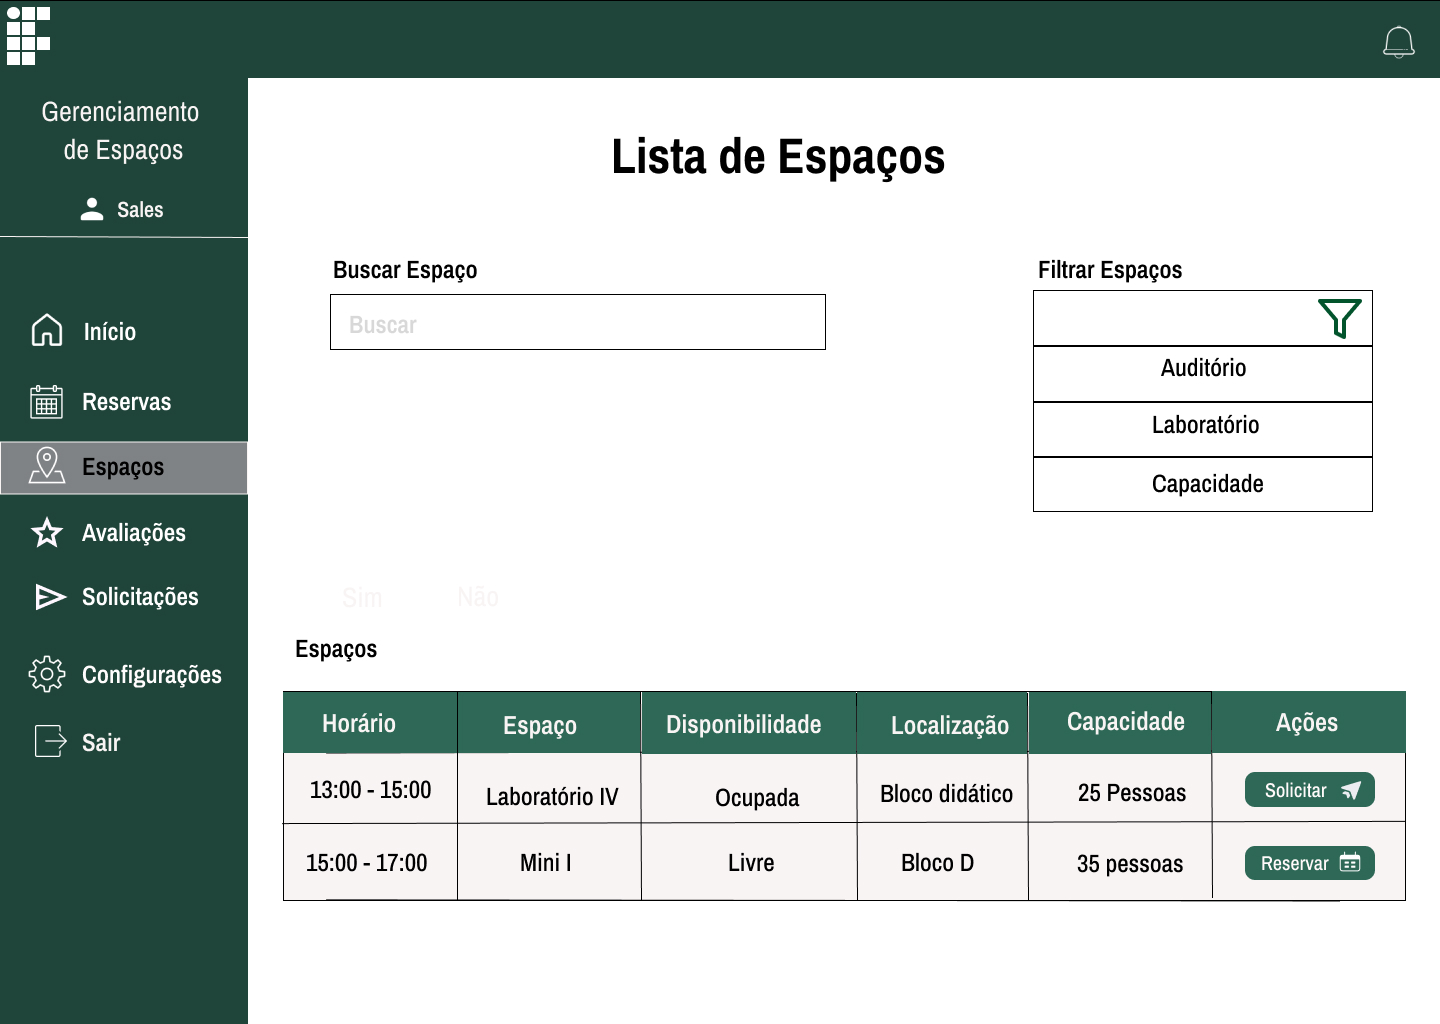 Gerenciamento
de Espaços
Sales
Início
Reservas
Espaços
Avaliações
Solicitações
Configurações
Sair
Lista de Espaços
Buscar Espaço
Buscar
Filtrar Espaços
Auditório
Laboratório
Capacidade
Sim Não
Espaços
Horário Espaço Disponibilidade Localização Capacidade Ações
13:00 - 15:00 Laboratório IV Ocupada Bloco didático 25 Pessoas Solicitar
15:00 - 17:00 Mini I Livre Bloco D 35 pessoas Reservar